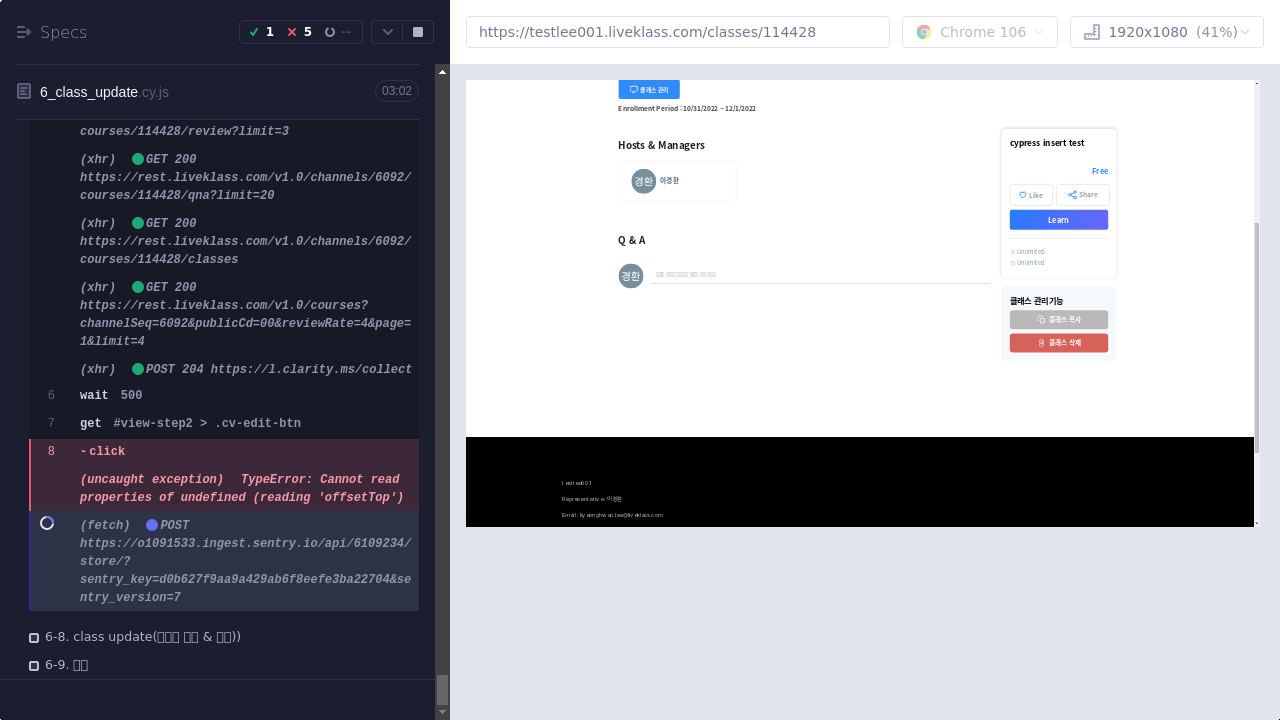 Specs
1
5
--
6_class_update.cy.js
03:02
courses/114428/review?limit=3
(xhr) GET 200
https://rest.liveklass.com/v1.0/channels/6092/
courses/114428/qna?limit=20
(xhr) GET 200
https://rest.liveklass.com/v1.0/channels/6092/
courses/114428/classes
(xhr) GET 200
https://rest.liveklass.com/v1.0/courses?
channelSeq=6092&publicCd=00&reviewRate=4&page=
1&limit=4
(xhr) POST 204 https://l.clarity.ms/collect
6 wait 500
7 get #view-step2 > .cv-edit-btn
8 -click
(uncaught exception) TypeError: Cannot read
properties of undefined (reading 'offsetTop')
(fetch) POST
https://o1091533.ingest.sentry.io/api/6109234/
store/?
sentry_key=d0b627f9aa9a429ab6f8eefe3ba22704&se
ntry_version=7
6-8. class update( & ))
6-9.
https://testlee001.liveklass.com/classes/114428
Chrome 106
1920x1080 (41%)
클래스 관리
Enrollment Period : 10/31/2022 ~ 12/1/2022
Hosts & Managers
경환 이경환
Q & A
경환
cypress insert test
Free
Like
Share
Learn
Unlimited
Unlimited
클래스 관리기능
클래스 복사
클래스 삭제
testlee001
Representative: 이경환
Email: kyeonghwan.lee@liveklass.com